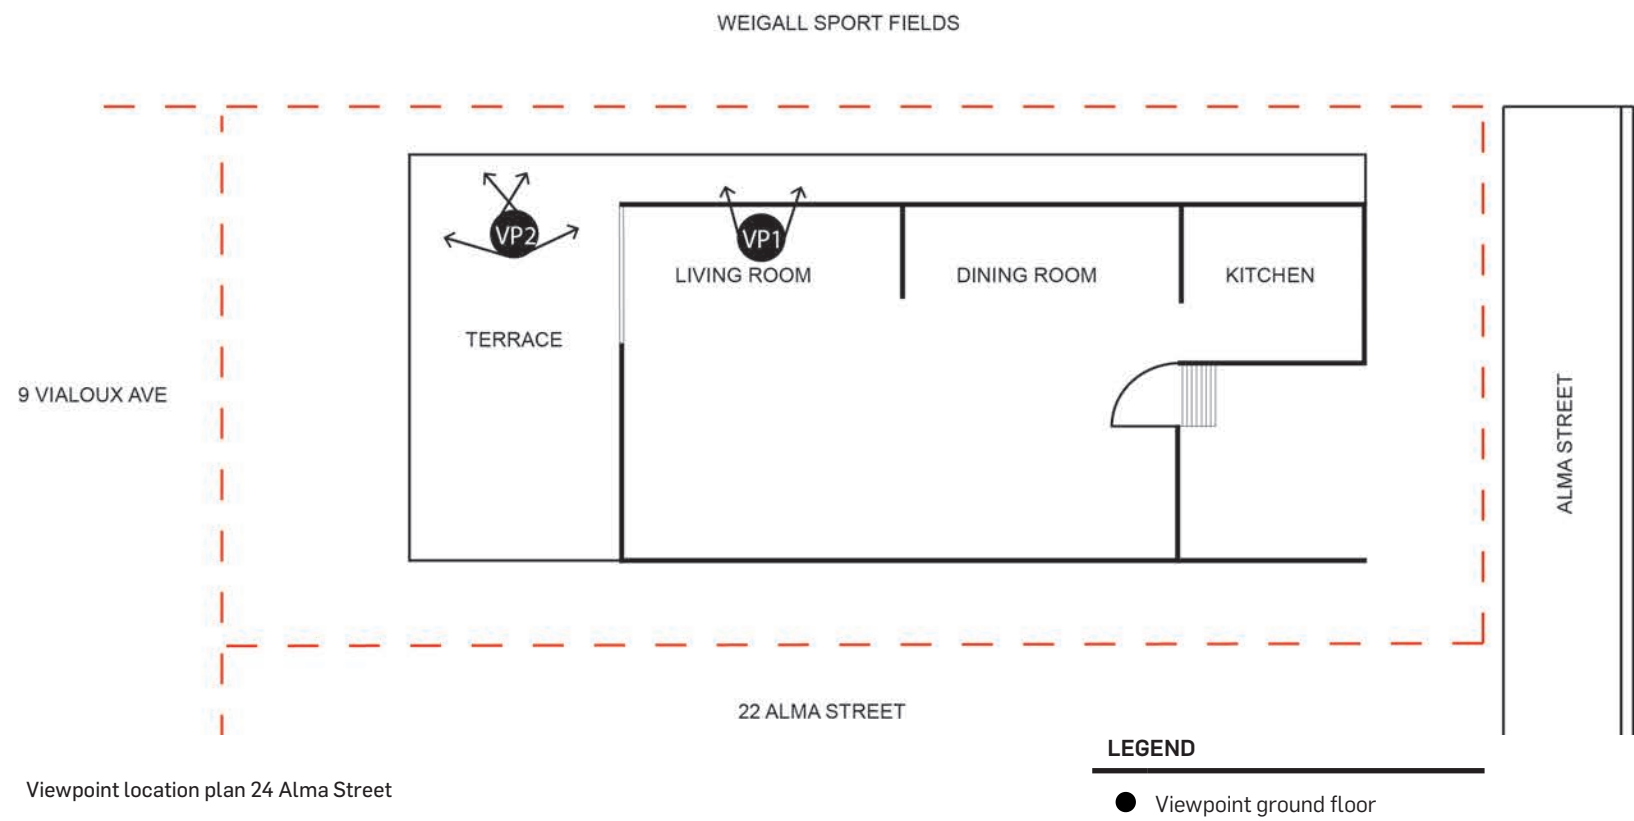 WEIGALL SPORT FIELDS
VP2
VP1
LIVING ROOM
DINING ROOM
KITCHEN
TERRACE
9 VIALOUX AVE
ALMA STREET
22 ALMA STREET
LEGEND
Viewpoint location plan 24 Alma Street
Viewpoint ground floor